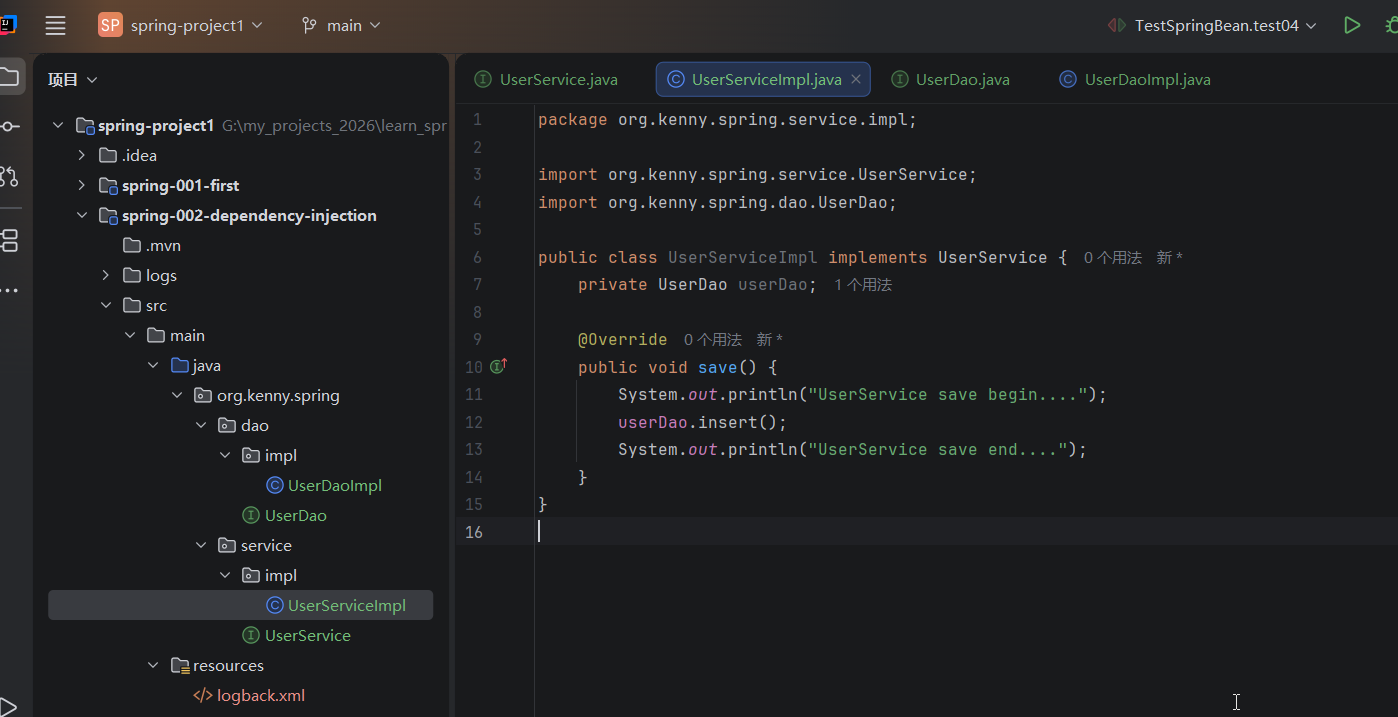 SP spring-project1 main TestSpringBean.test04
项目
spring-project1 G:\my_projects_2026\learn_spr
.idea
spring-001-first
spring-002-dependency-injection
.mvn
logs
src
main
java
org.kenny.spring
dao
impl
UserDaoImpl
UserDao
service
impl
UserServiceImpl
UserService
resources
logback.xml
UserService.java UserServiceImpl.java UserDao.java UserDaoImpl.java
1 package org.kenny.spring.service.impl;
2
3 import org.kenny.spring.service.UserService;
4 import org.kenny.spring.dao.UserDao;
5
6 public class UserServiceImpl implements UserService { 0个用法 新 *
7 private UserDao userDao; 1个用法
8
9 @Override 0个用法 新 *
10 public void save() {
11 System.out.println("UserService save begin....");
12 userDao.insert();
13 System.out.println("UserService save end....");
14 }
15 }
16